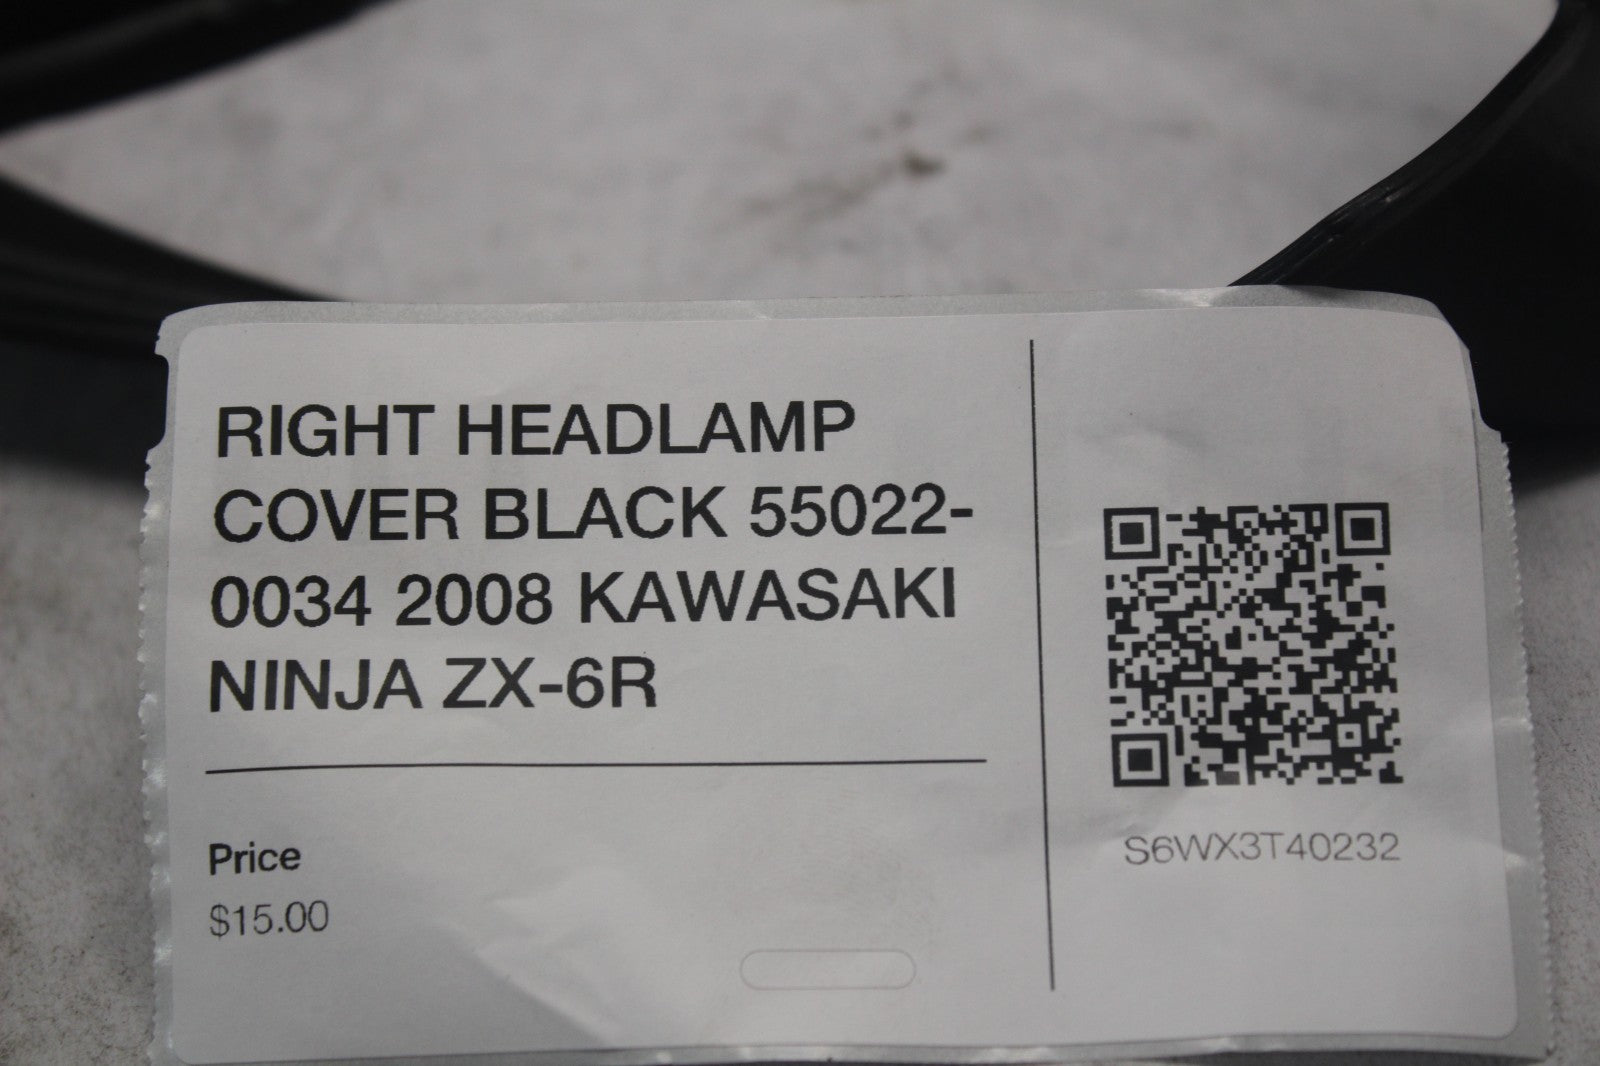 RIGHT HEADLAMP
COVER BLACK 55022-
0034 2008 KAWASAKI
NINJA ZX-6R
Price
$15.00
S6WX3T40232